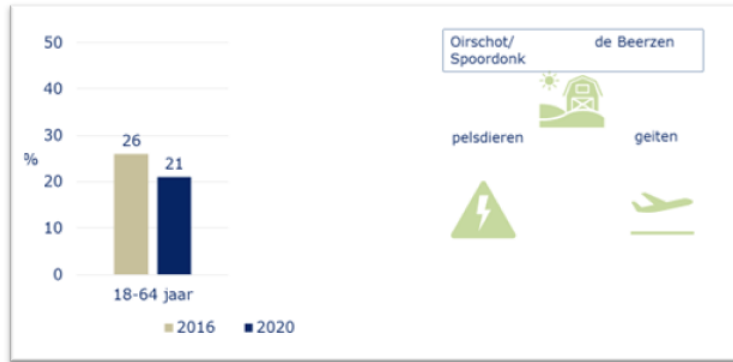 50
40
30
%
20
10
0
26
21
18-64 jaar
2016
2020
Oirschot/
Spoordonk
de Beerzen
pelsdieren
geiten